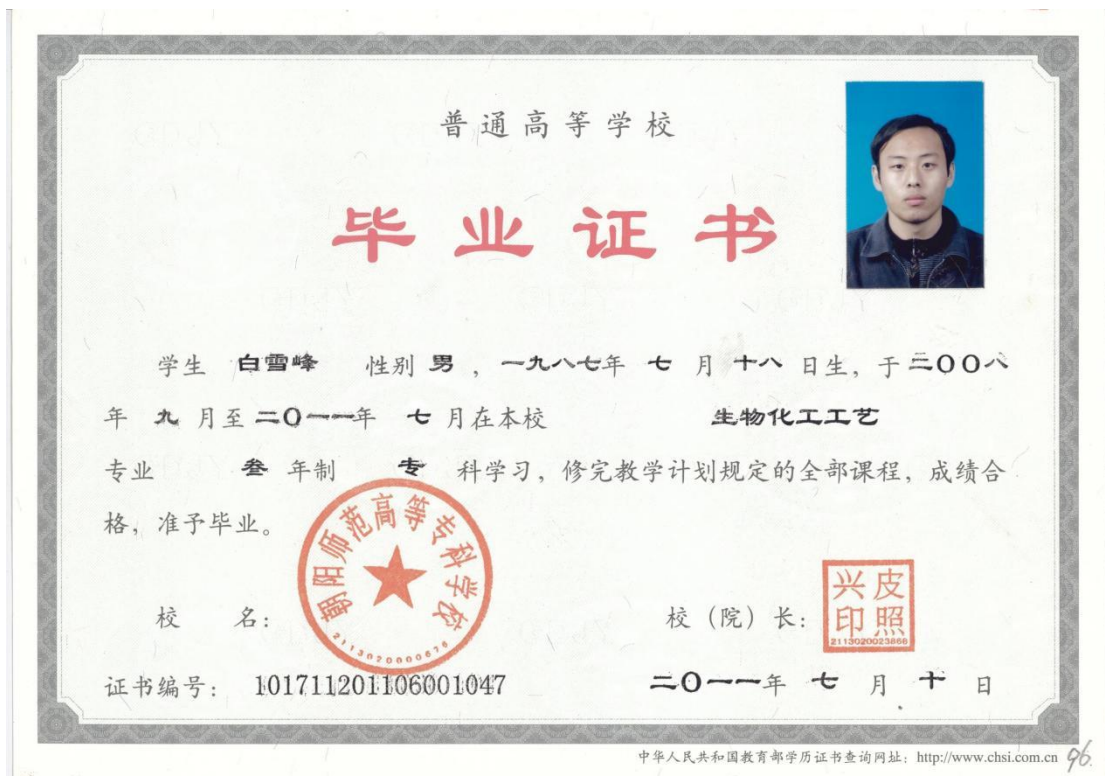 普通高等学校
毕业证书
学生 白雪峰 性别 男 ，一九八七年 七 月 十八 日生，于 二〇〇八
年 九 月至 二〇一一年 七 月在本校 生物化工工艺
专业 叁 年制 专 科学习，修完教学计划规定的全部课程，成绩合
格，准予毕业。
朝阳师范高等专科学校
2113020000676
校 名：
校（院）长：
皮照兴印
2113020023868
证书编号： 101711201106001047
二〇一一年 七 月 十 日
中华人民共和国教育部学历证书查询网址：http://www.chsi.com.cn
96.